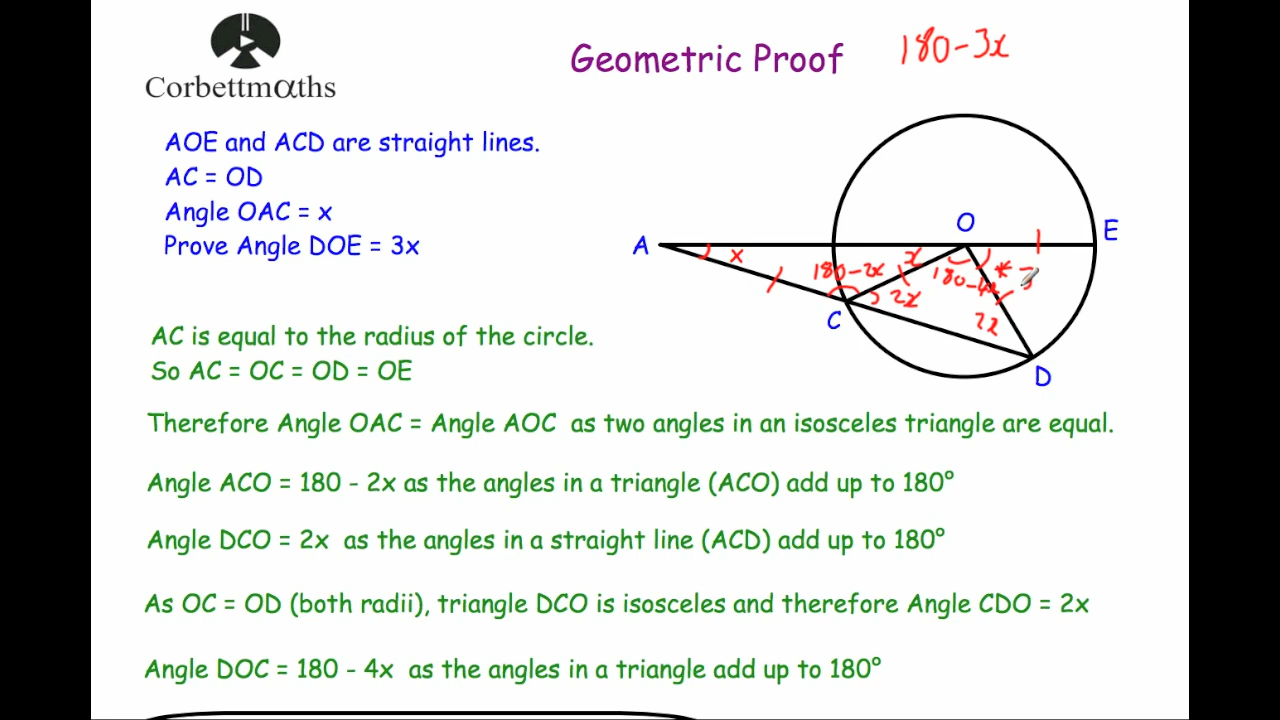 Corbettmαths
Geometric Proof
180-3x
AOE and ACD are straight lines.
AC = OD
Angle OAC = x
Prove Angle DOE = 3x
A
O
E
x
180-2x
x
180-4x
*
2x
2x
C
D
AC is equal to the radius of the circle.
So AC = OC = OD = OE
Therefore Angle OAC = Angle AOC as two angles in an isosceles triangle are equal.
Angle ACO = 180 - 2x as the angles in a triangle (ACO) add up to 180°
Angle DCO = 2x as the angles in a straight line (ACD) add up to 180°
As OC = OD (both radii), triangle DCO is isosceles and therefore Angle CDO = 2x
Angle DOC = 180 - 4x as the angles in a triangle add up to 180°